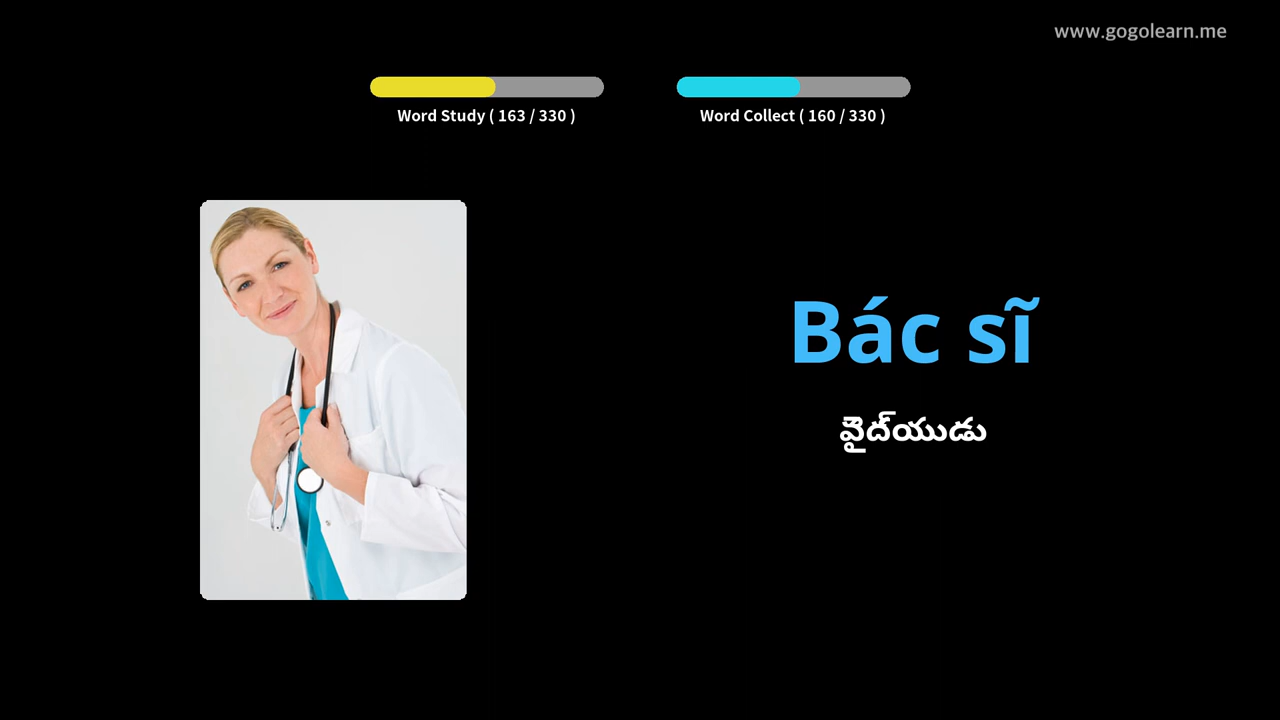 www.gogolearn.me
Word Study ( 163 / 330 )
Word Collect ( 160 / 330 )
Bác sĩ
వైద్యుడు